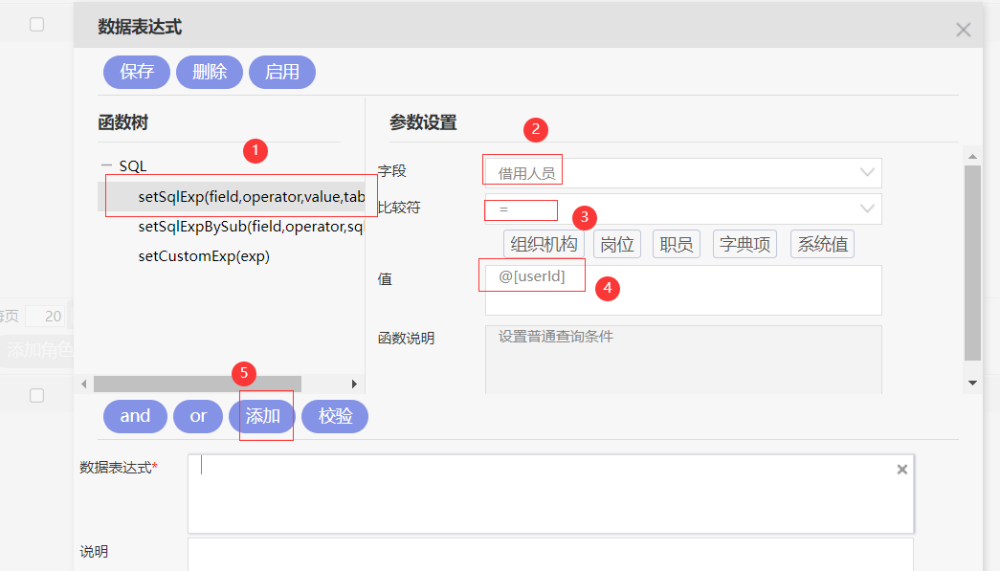 数据表达式
保存 删除 启用
函数树
参数设置
1
2
SQL
setSqlExp(field,operator,value,tab
setSqlExpBySub(field,operator,sql
setCustomExp(exp)
字段
借用人员
比较符
=
3
组织机构 岗位 职员 字典项 系统值
值
@[userId]
4
函数说明
设置普通查询条件
每页 20
添加角色
5
and or 添加 校验
数据表达式*
说明